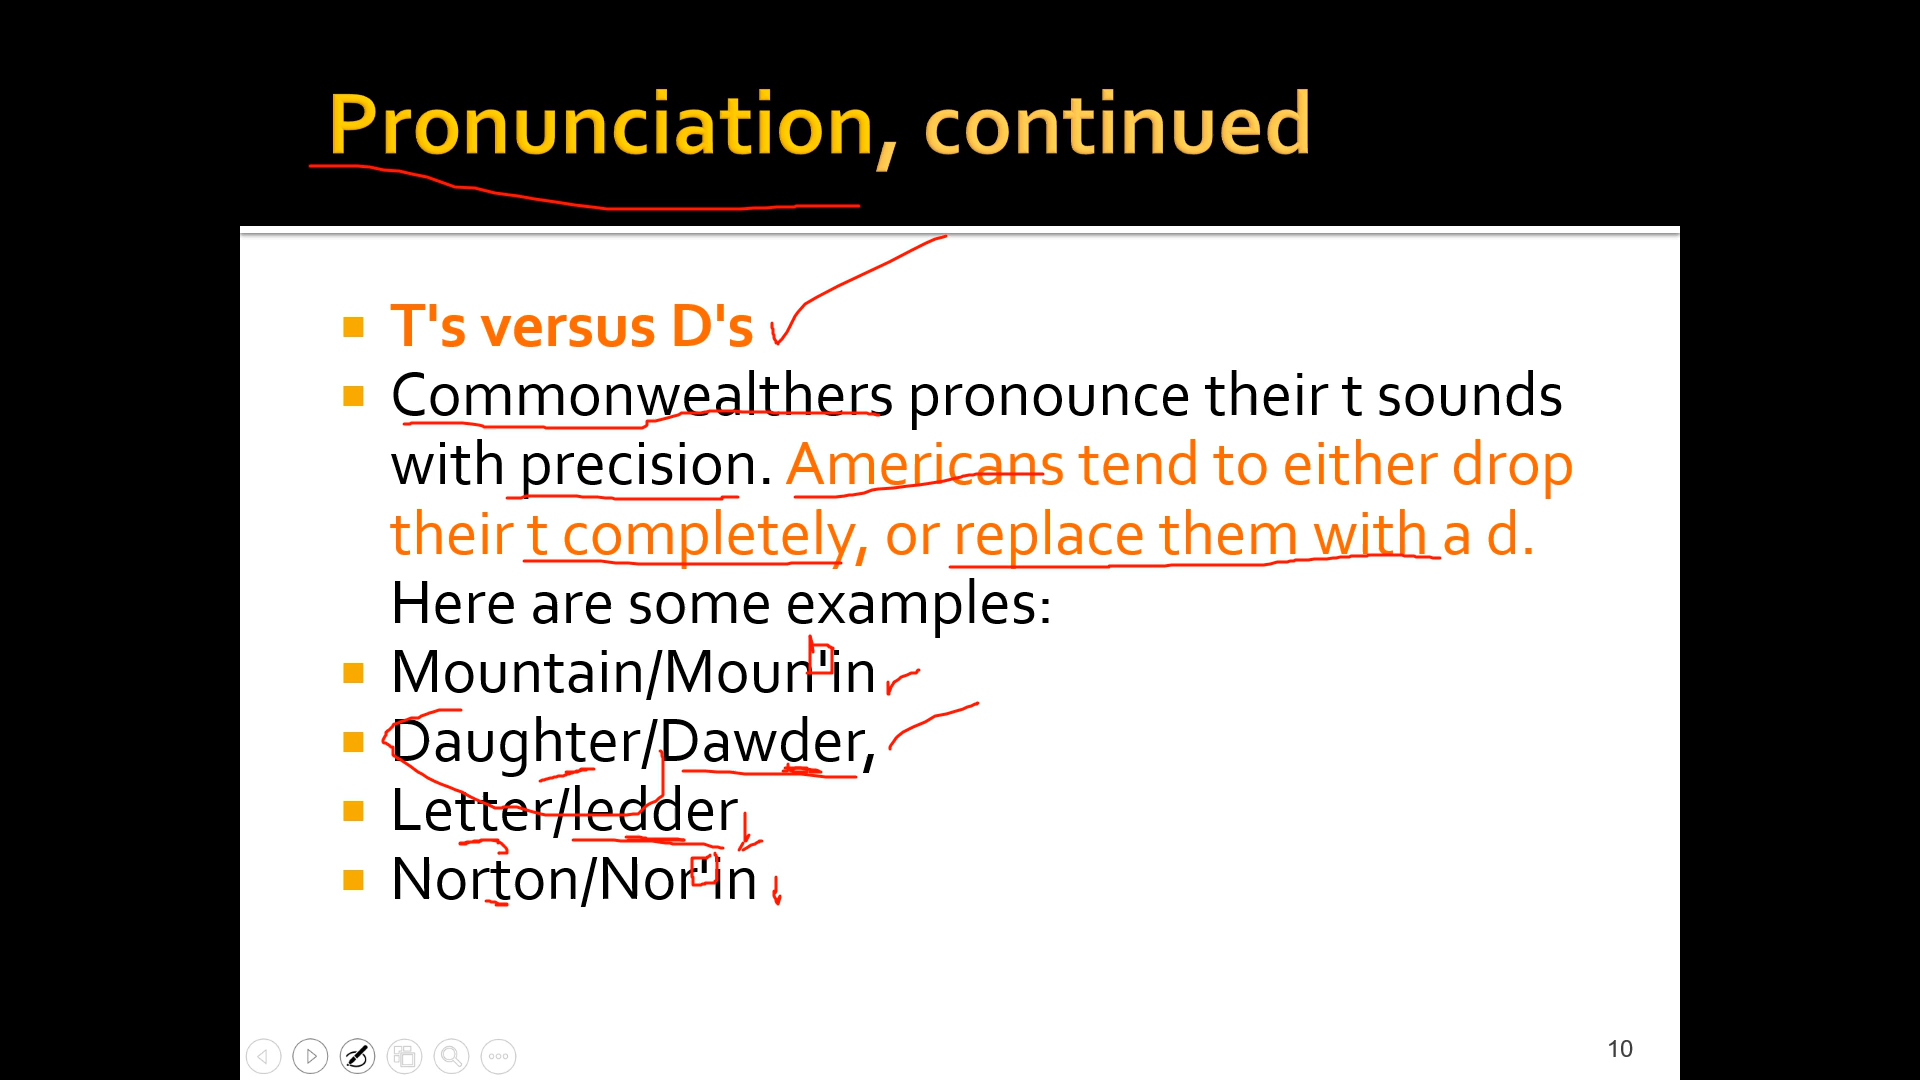 Pronunciation, continued
T's versus D's
Commonwealthers pronounce their t sounds
with precision. Americans tend to either drop
their t completely, or replace them with a d.
Here are some examples:
Mountain/Moun'in
Daughter/Dawder,
Letter/ledder
Norton/Nor'in
10